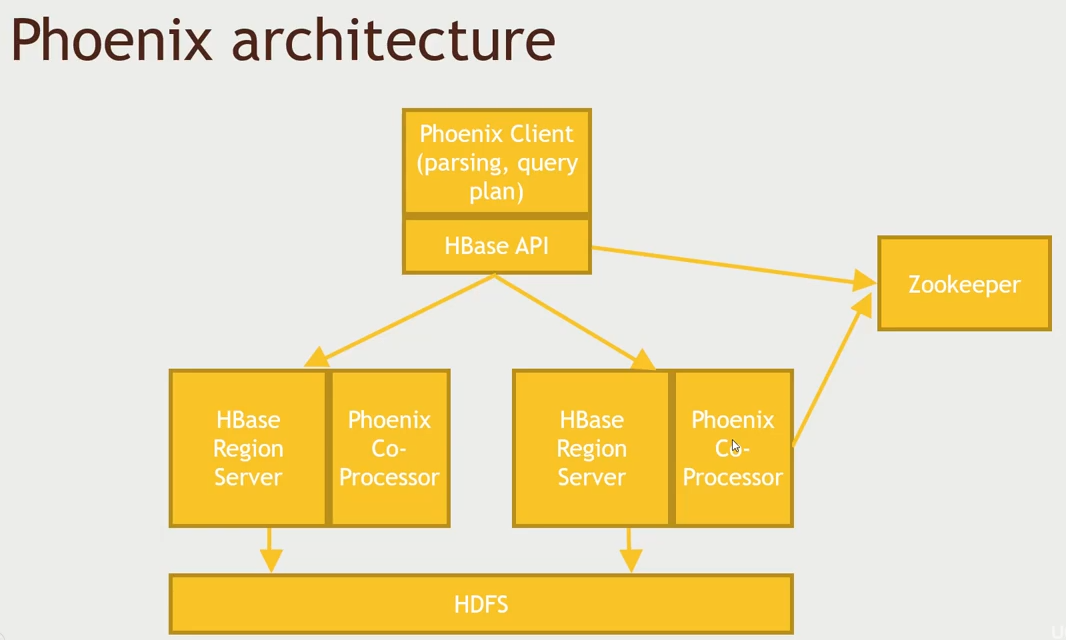 Phoenix architecture
Phoenix Client
(parsing, query
plan)
HBase API
Zookeeper
HBase
Region
Server
Phoenix
Co-
Processor
HBase
Region
Server
Phoenix
Co-
Processor
HDFS